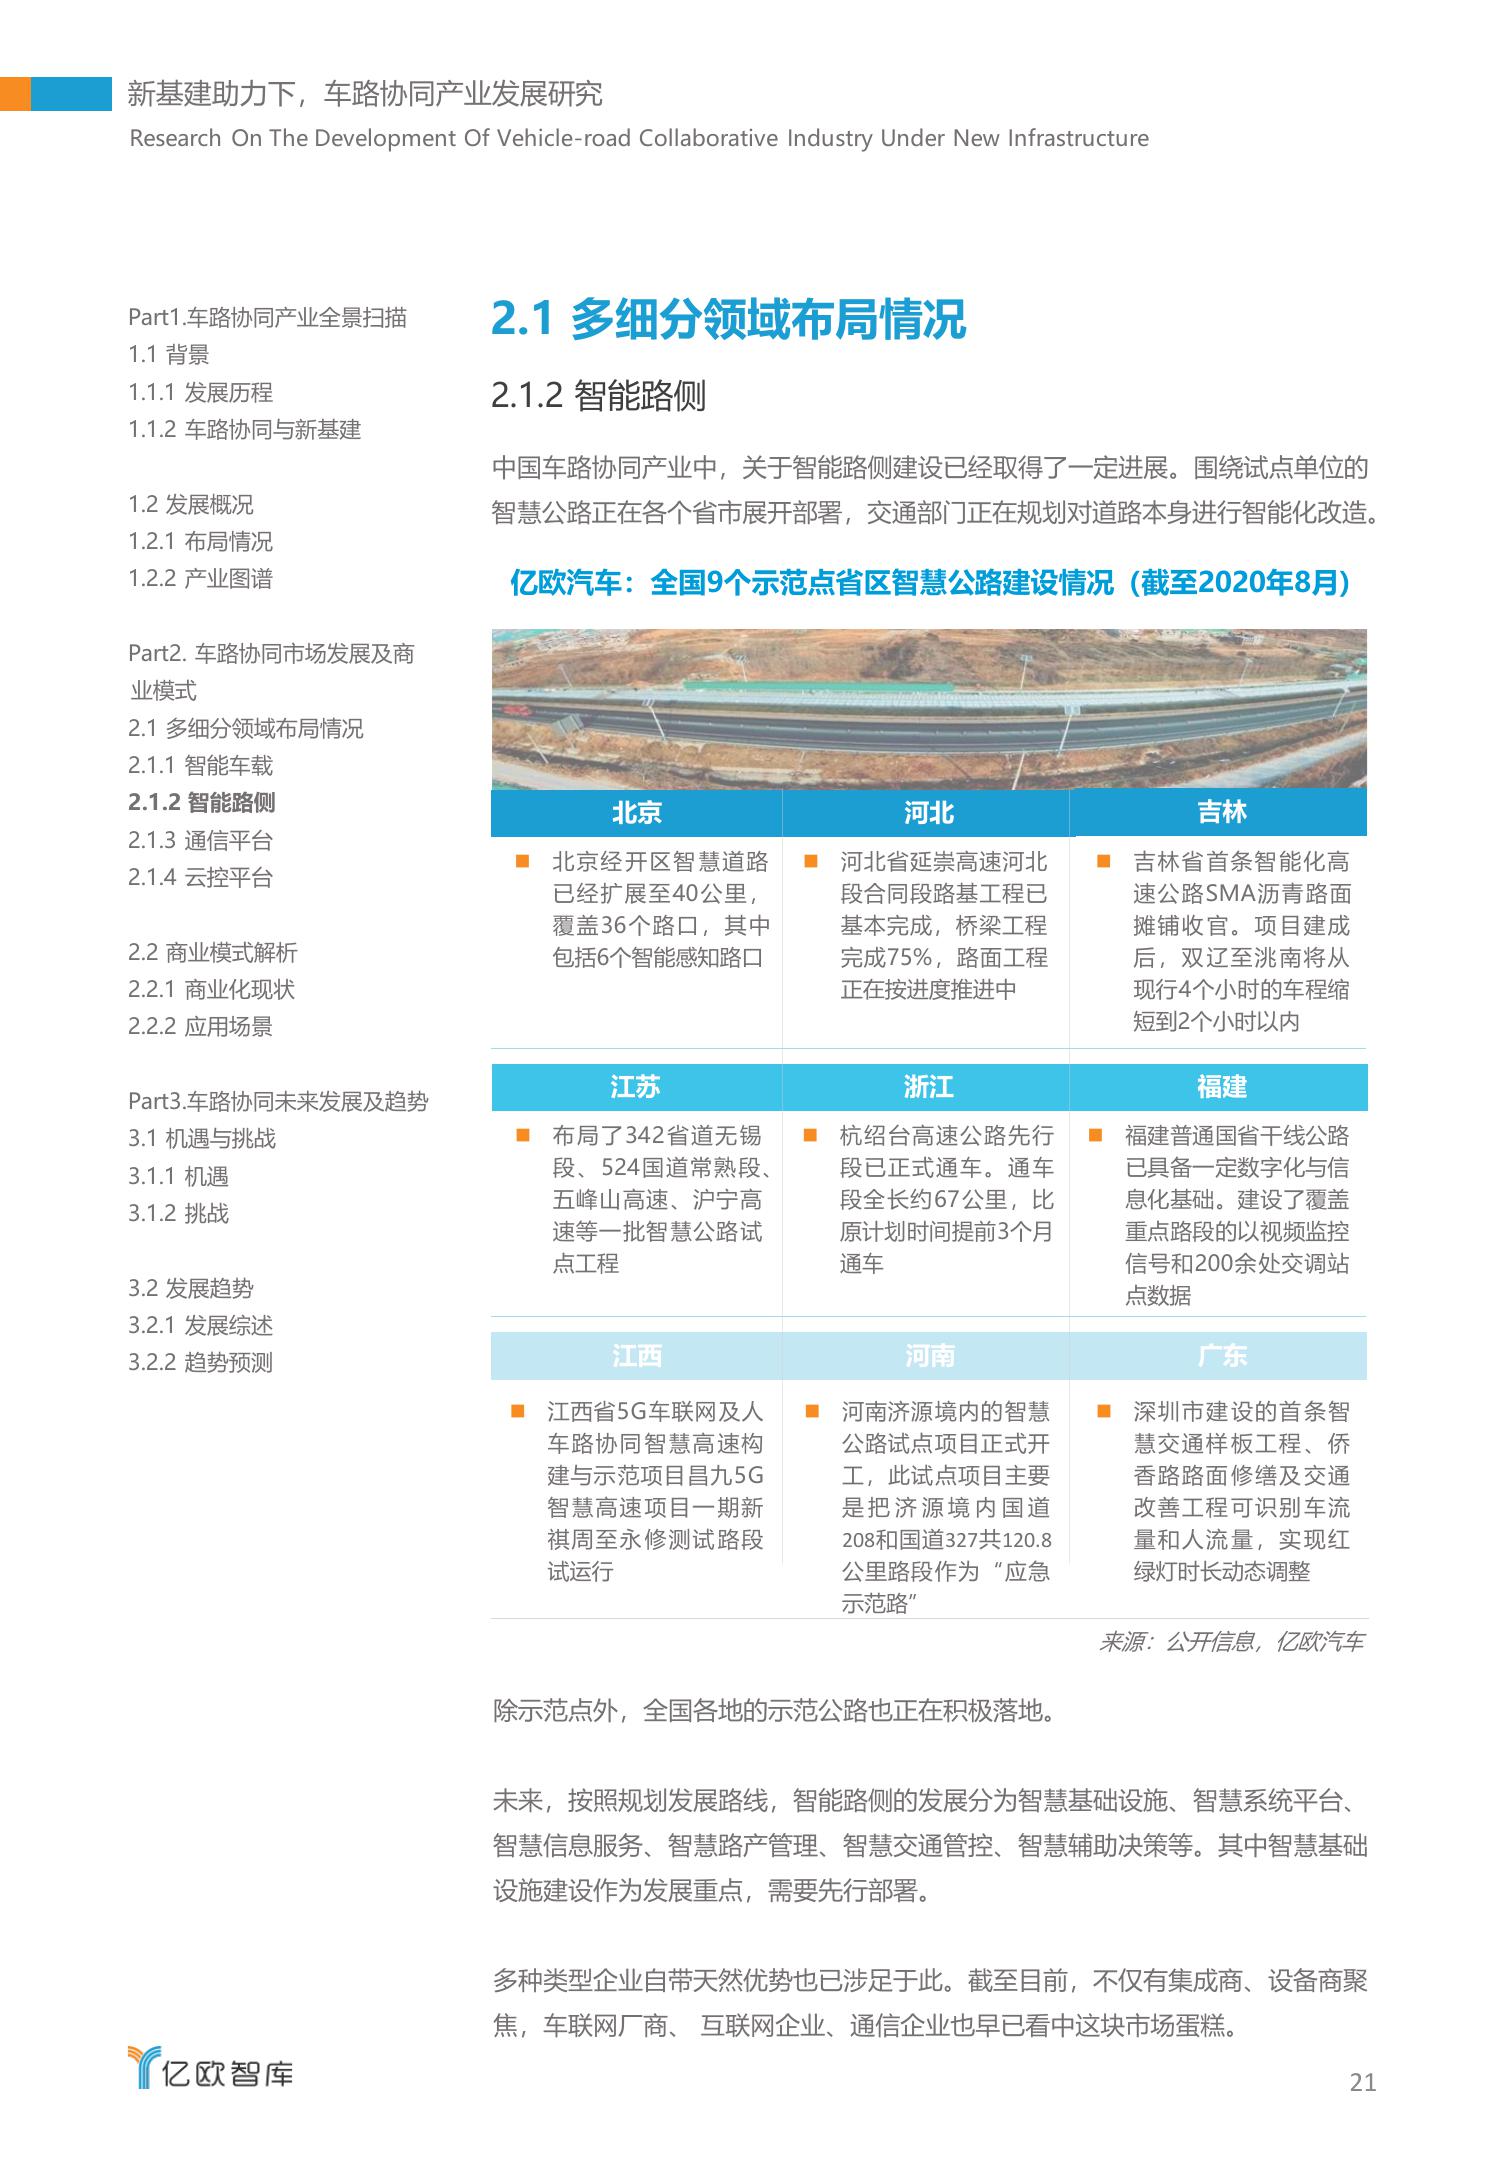 新基建助力下，车路协同产业发展研究
Research On The Development Of Vehicle-road Collaborative Industry Under New Infrastructure
Part1.车路协同产业全景扫描
1.1 背景
1.1.1 发展历程
1.1.2 车路协同与新基建
1.2 发展概况
1.2.1 布局情况
1.2.2 产业图谱
Part2. 车路协同市场发展及商
业模式
2.1 多细分领域布局情况
2.1.1 智能车载
2.1.2 智能路侧
2.1.3 通信平台
2.1.4 云控平台
2.2 商业模式解析
2.2.1 商业化现状
2.2.2 应用场景
Part3.车路协同未来发展及趋势
3.1 机遇与挑战
3.1.1 机遇
3.1.2 挑战
3.2 发展趋势
3.2.1 发展综述
3.2.2 趋势预测
2.1 多细分领域布局情况
2.1.2 智能路侧
中国车路协同产业中，关于智能路侧建设已经取得了一定进展。围绕试点单位的
智慧公路正在各个省市展开部署，交通部门正在规划对道路本身进行智能化改造。
亿欧汽车：全国9个示范点省区智慧公路建设情况（截至2020年8月）
北京
北京经开区智慧道路
已经扩展至40公里，
覆盖36个路口，其中
包括6个智能感知路口
河北
河北省延崇高速河北
段合同段路基工程已
基本完成，桥梁工程
完成75%，路面工程
正在按进度推进中
吉林
吉林省首条智能化高
速公路SMA沥青路面
摊铺收官。项目建成
后，双辽至洮南将从
现行4个小时的车程缩
短到2个小时以内
江苏
布局了342省道无锡
段、524国道常熟段、
五峰山高速、沪宁高
速等一批智慧公路试
点工程
浙江
杭绍台高速公路先行
段已正式通车。通车
段全长约67公里，比
原计划时间提前3个月
通车
福建
福建普通国省干线公路
已具备一定数字化与信
息化基础。建设了覆盖
重点路段的以视频监控
信号和200余处交调站
点数据
江西
江西省5G车联网及人
车路协同智慧高速构
建与示范项目昌九5G
智慧高速项目一期新
祺周至永修测试路段
试运行
河南
河南济源境内的智慧
公路试点项目正式开
工，此试点项目主要
是把济源境内国道
208和国道327共120.8
公里路段作为“应急
示范路”
广东
深圳市建设的首条智
慧交通样板工程、侨
香路路面修缮及交通
改善工程可识别车流
量和人流量，实现红
绿灯时长动态调整
来源：公开信息，亿欧汽车
除示范点外，全国各地的示范公路也正在积极落地。
未来，按照规划发展路线，智能路侧的发展分为智慧基础设施、智慧系统平台、
智慧信息服务、智慧路产管理、智慧交通管控、智慧辅助决策等。其中智慧基础
设施建设作为发展重点，需要先行部署。
多种类型企业自带天然优势也已涉足于此。截至目前，不仅有集成商、设备商聚
焦，车联网厂商、 互联网企业、通信企业也早已看中这块市场蛋糕。
亿欧智库
21